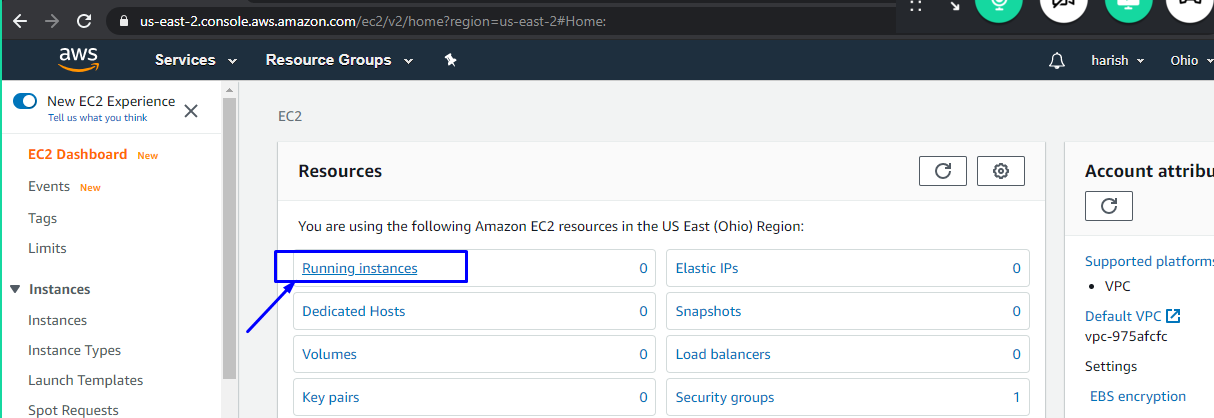 us-east-2.console.aws.amazon.com/ec2/v2/home?region=us-east-2#Home:
aws
Services
Resource Groups
harish
Ohio
New EC2 Experience
Tell us what you think
EC2 Dashboard New
Events New
Tags
Limits
Instances
Instances
Instance Types
Launch Templates
Spot Requests
EC2
Resources
You are using the following Amazon EC2 resources in the US East (Ohio) Region:
Running instances 0
Elastic IPs 0
Dedicated Hosts 0
Snapshots 0
Volumes 0
Load balancers 0
Key pairs 0
Security groups 1
Account attribu
Supported platforms
VPC
Default VPC
vpc-975afcfc
Settings
EBS encryption